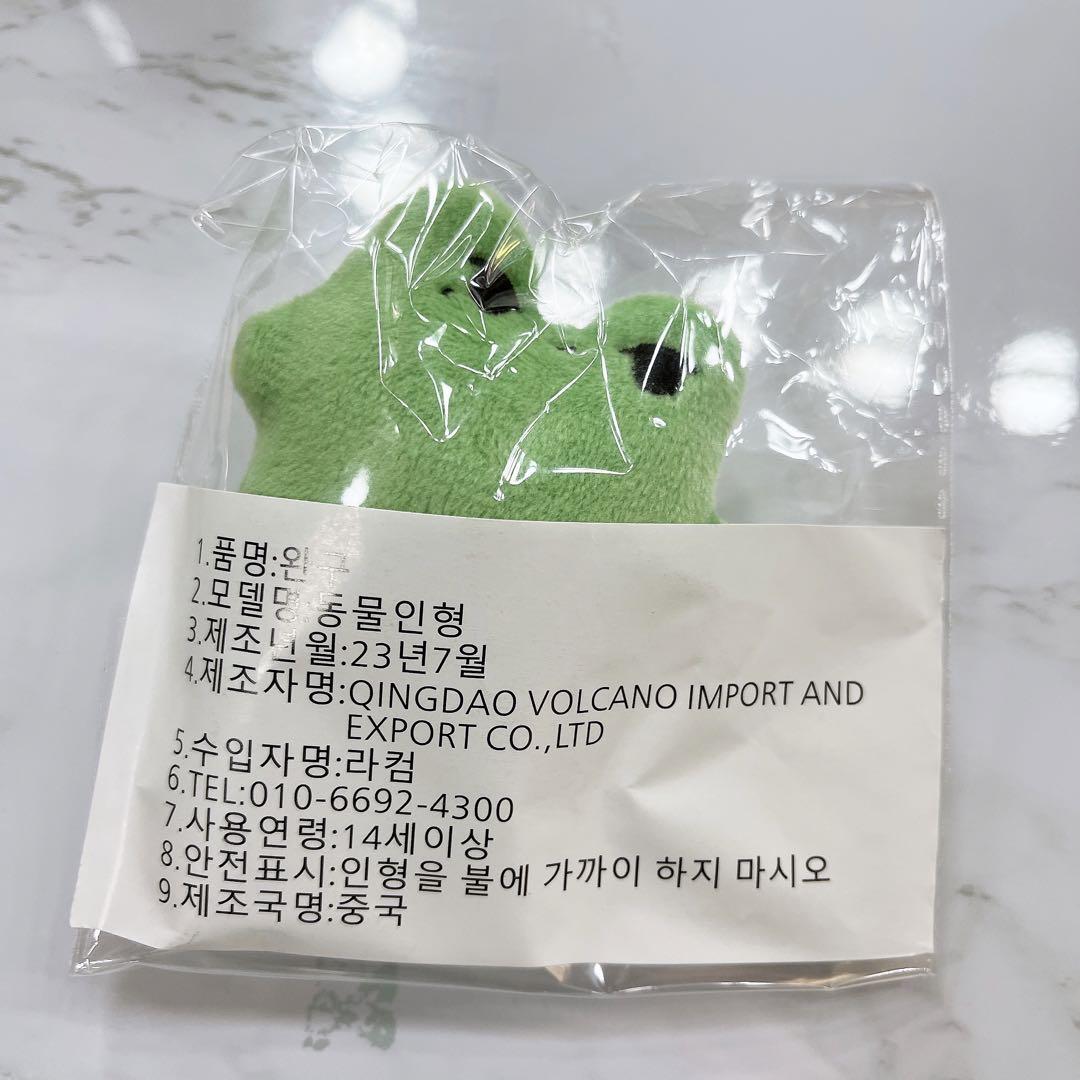 1.품명:완구
2.모델명:동물인형
3.제조년월:23년7월
4.제조자명:QINGDAO VOLCANO IMPORT AND
EXPORT CO.,LTD
5.수입자명:라컴
6.TEL:010-6692-4300
7.사용연령:14세이상
8.안전표시:인형을 불에 가까이 하지 마시오
9.제조국명:중국